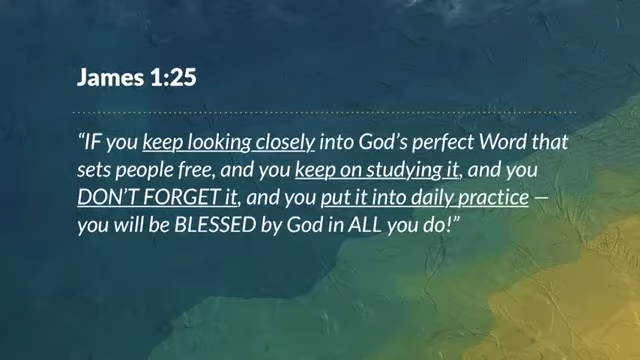 James 1:25
“IF you keep looking closely into God’s perfect Word that
sets people free, and you keep on studying it, and you
DON’T FORGET it, and you put it into daily practice —
you will be BLESSED by God in ALL you do!”